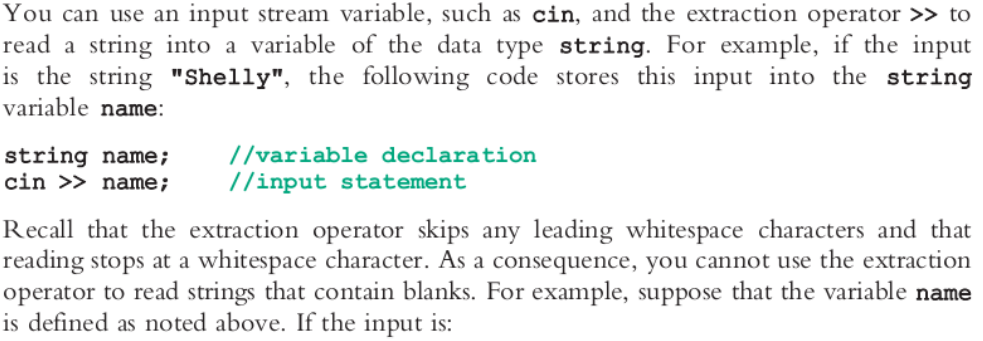 You can use an input stream variable, such as cin, and the extraction operator >> to
read a string into a variable of the data type string. For example, if the input
is the string "Shelly", the following code stores this input into the string
variable name:
string name;     //variable declaration
cin >> name;     //input statement
Recall that the extraction operator skips any leading whitespace characters and that
reading stops at a whitespace character. As a consequence, you cannot use the extraction
operator to read strings that contain blanks. For example, suppose that the variable name
is defined as noted above. If the input is: